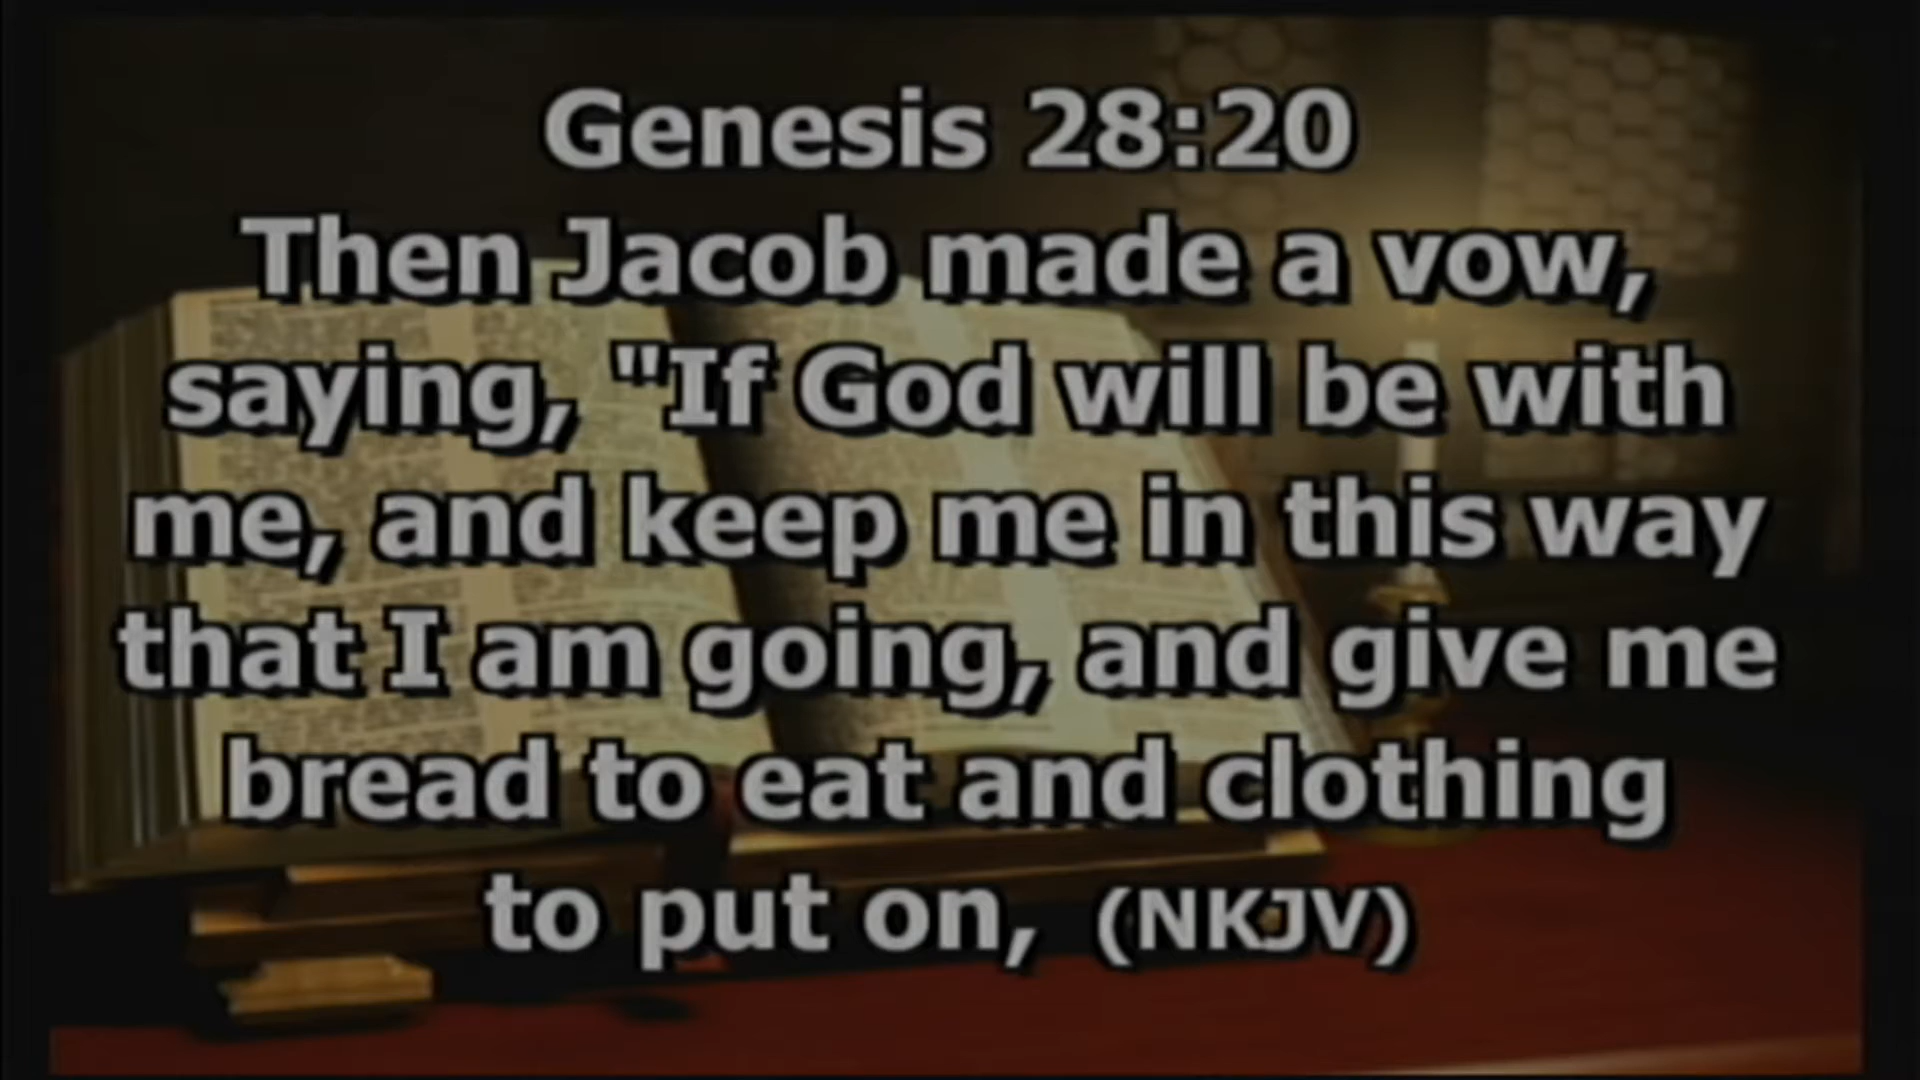 Genesis 28:20
Then Jacob made a vow,
saying, "If God will be with
me, and keep me in this way
that I am going, and give me
bread to eat and clothing
to put on, (NKJV)